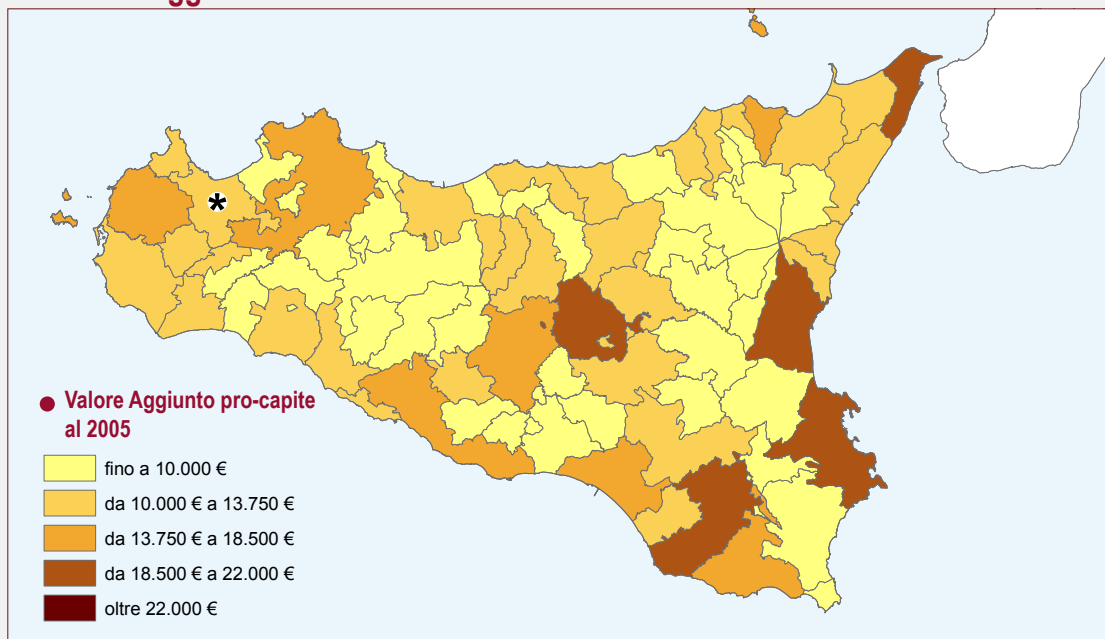 Valore Aggiunto pro-capite
al 2005
fino a 10.000 €
da 10.000 € a 13.750 €
da 13.750 € a 18.500 €
da 18.500 € a 22.000 €
oltre 22.000 €
*